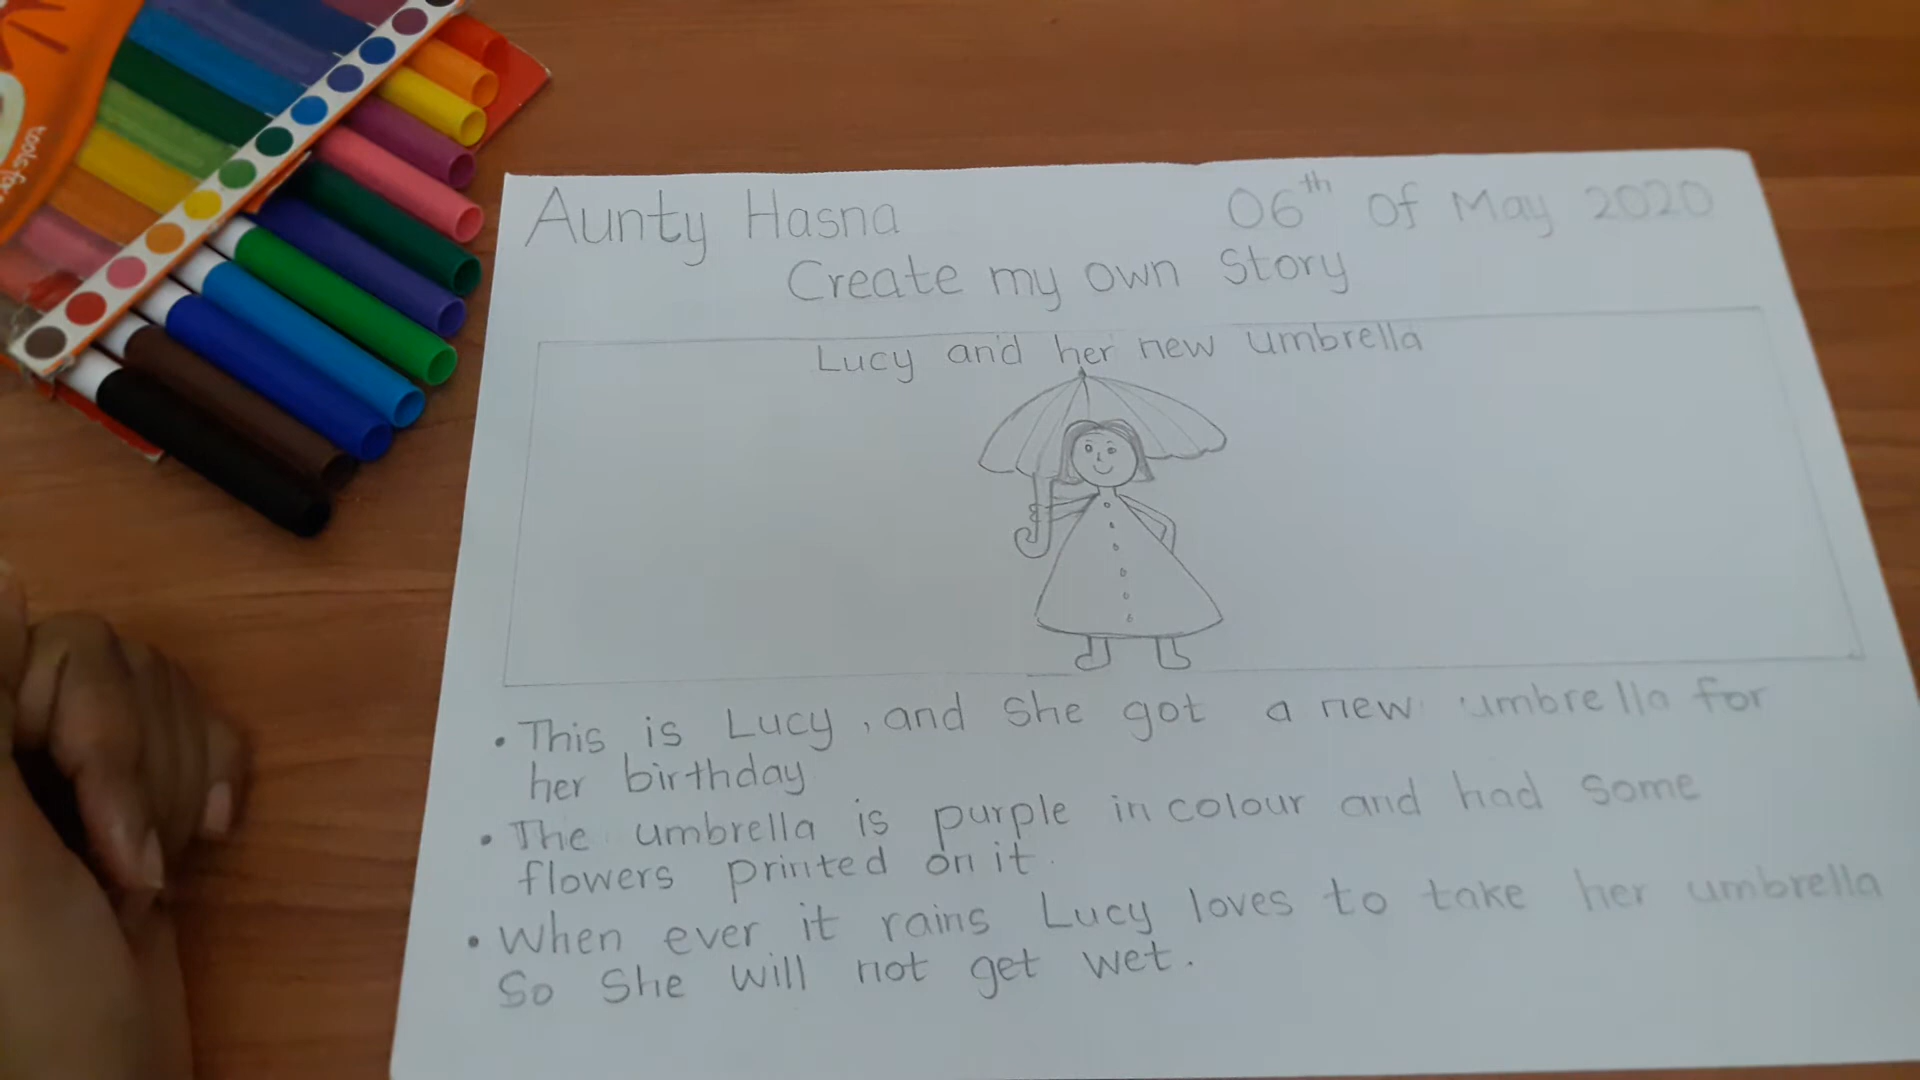 tools for
Aunty Hasna 06th Of May 2020
Create my own Story
Lucy and her new umbrella
• This is Lucy, and she got a new umbrella for
her birthday
• The umbrella is purple in colour and had some
flowers printed on it.
• When ever it rains Lucy loves to take her umbrella
So She will not get wet.